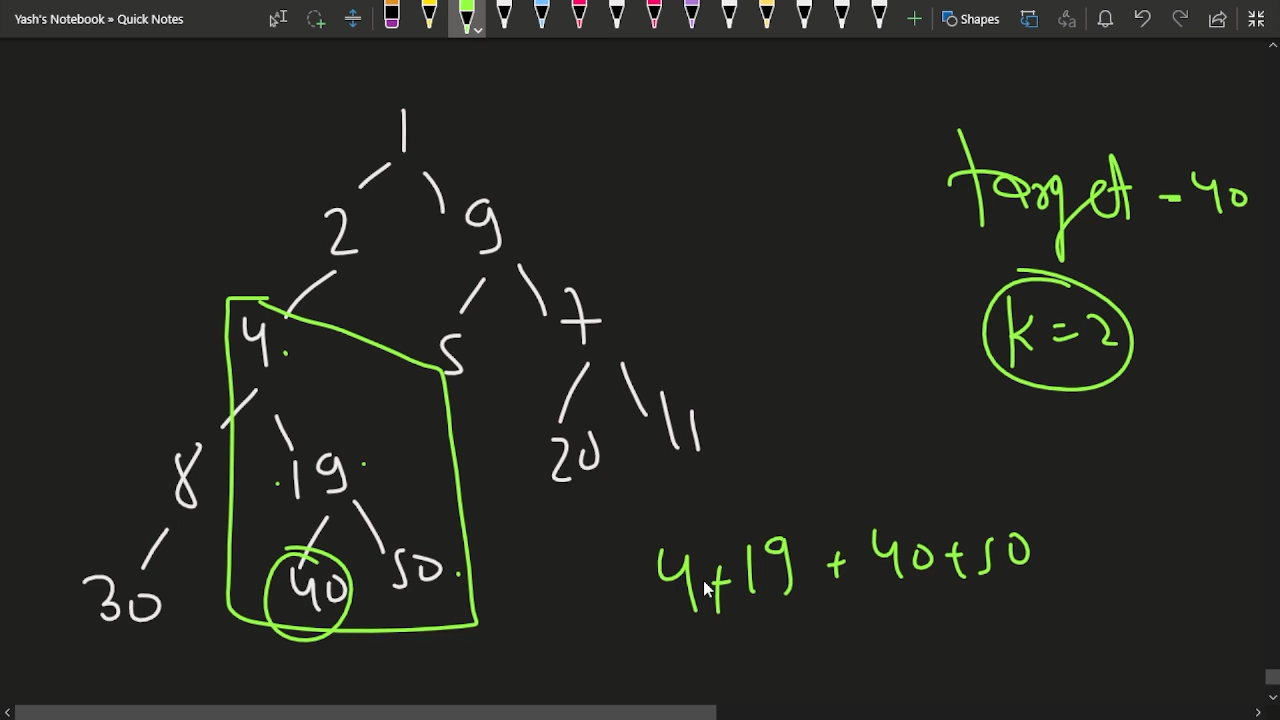 Yash's Notebook » Quick Notes
Shapes
1
2 9
target = 40
4 5 7
k = 2
8 19 20 11
30 40 50
4+19 + 40+50